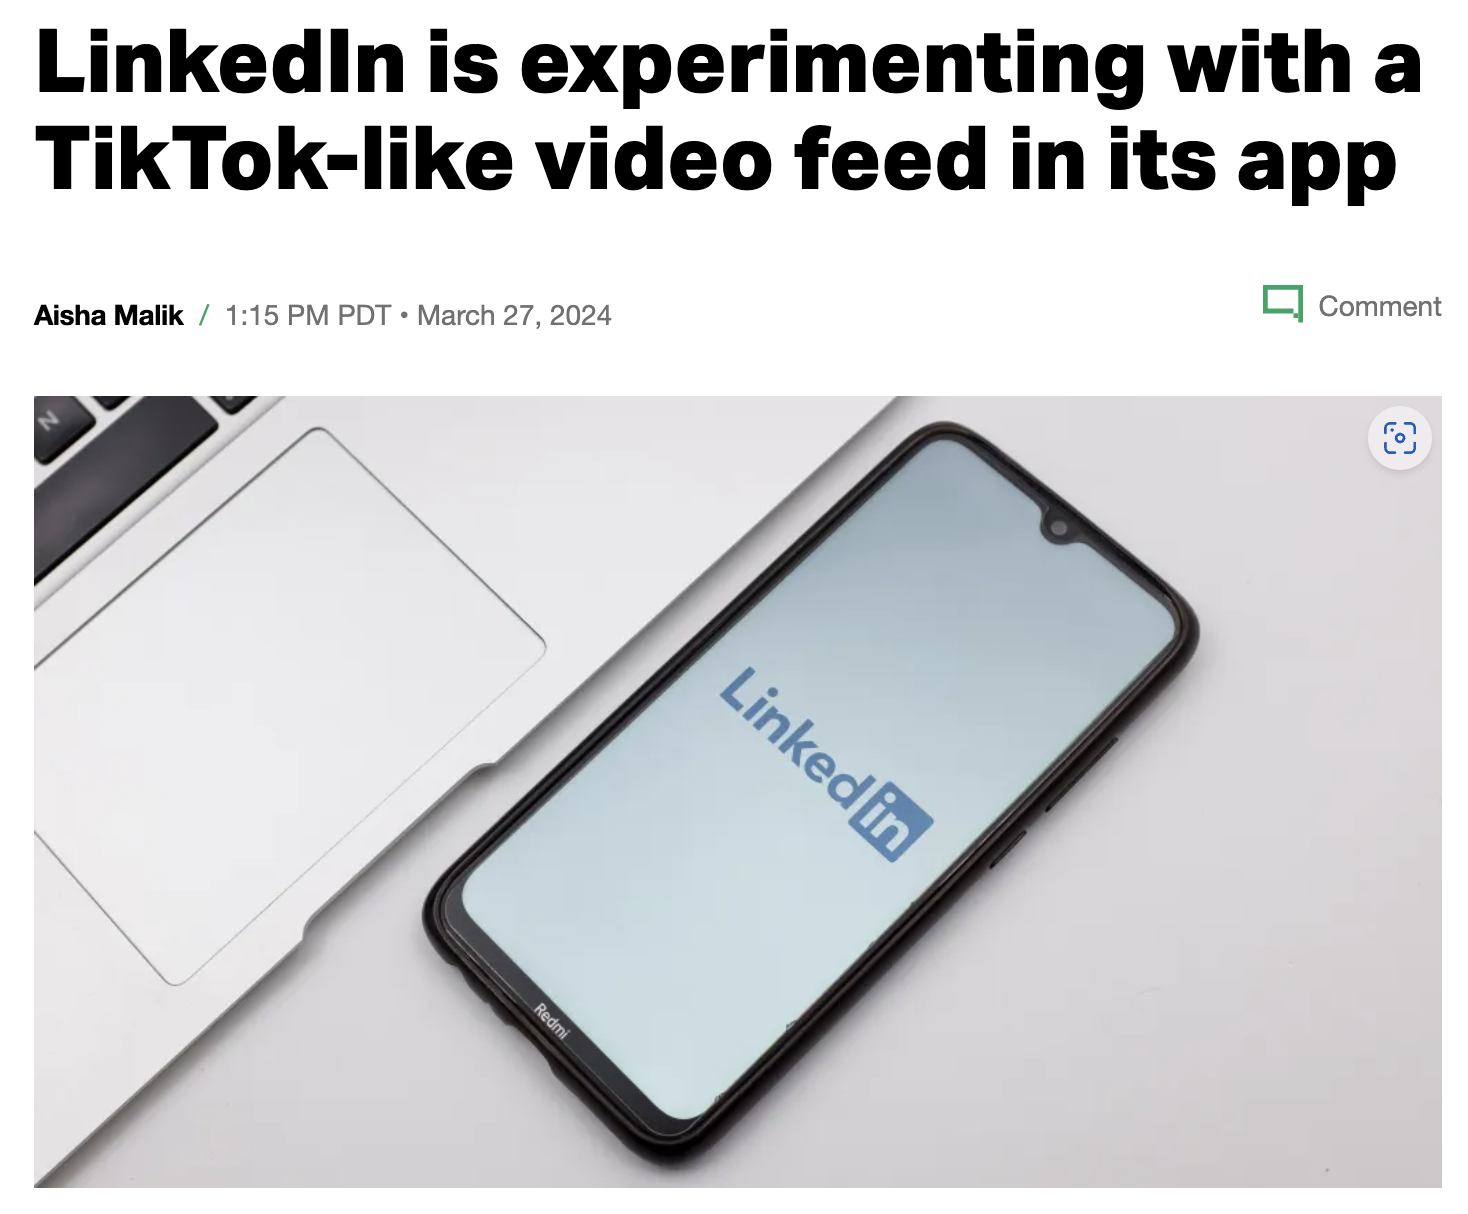 LinkedIn is experimenting with a
TikTok-like video feed in its app
Aisha Malik / 1:15 PM PDT • March 27, 2024
Comment
N
Linkedin
Redmi